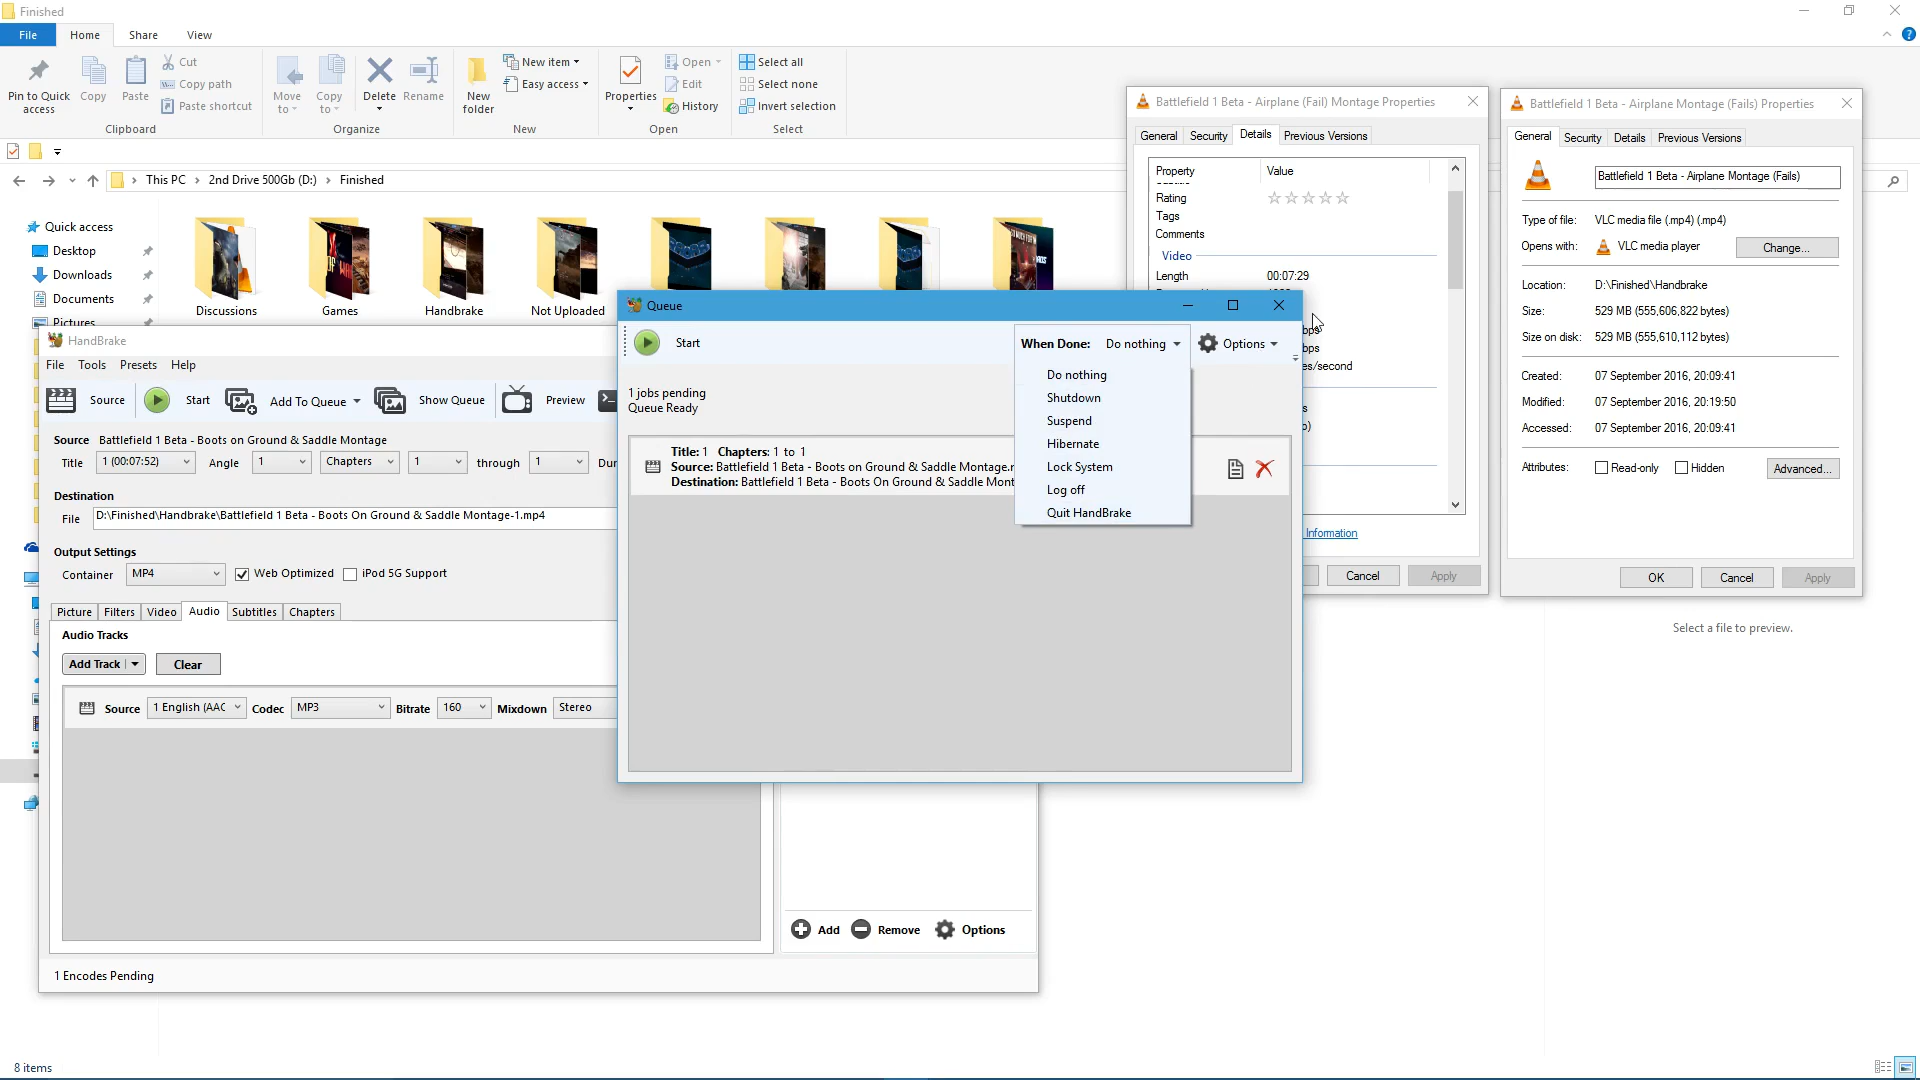 Finished
File Home Share View
Pin to Quick access
Copy
Paste
Cut
Copy path
Paste shortcut
Clipboard
Move to
Copy to
Delete
Rename
Organize
New folder
New item
Easy access
New
Properties
Open
Edit
History
Open
Select all
Select none
Invert selection
Select
This PC > 2nd Drive 500Gb (D:) > Finished
Quick access
Desktop
Downloads
Documents
Pictures
Discussions
Games
Handbrake
Not Uploaded
HandBrake
File Tools Presets Help
Source Start Add To Queue Show Queue Preview
Source Battlefield 1 Beta - Boots on Ground & Saddle Montage
Title 1 (00:07:52) Angle 1 Chapters 1 through 1 Dur
Destination
File D:\Finished\Handbrake\Battlefield 1 Beta - Boots On Ground & Saddle Montage-1.mp4
Output Settings
Container MP4 Web Optimized iPod 5G Support
Picture Filters Video Audio Subtitles Chapters
Audio Tracks
Add Track Clear
Source 1 English (AAC Codec MP3 Bitrate 160 Mixdown Stereo
Add Remove Options
1 Encodes Pending
Queue
Start
When Done: Do nothing Options
1 jobs pending
Queue Ready
Title: 1 Chapters: 1 to 1
Source: Battlefield 1 Beta - Boots on Ground & Saddle Montage.
Destination: Battlefield 1 Beta - Boots On Ground & Saddle Mont
Do nothing
Shutdown
Suspend
Hibernate
Lock System
Log off
Quit HandBrake
Battlefield 1 Beta - Airplane (Fail) Montage Properties
General Security Details Previous Versions
Property Value
Rating
Tags
Comments
Video
Length 00:07:29
bps
bps
es/second
Information
Cancel Apply
Battlefield 1 Beta - Airplane Montage (Fails) Properties
General Security Details Previous Versions
Battlefield 1 Beta - Airplane Montage (Fails)
Type of file: VLC media file (.mp4) (.mp4)
Opens with: VLC media player Change...
Location: D:\Finished\Handbrake
Size: 529 MB (555,606,822 bytes)
Size on disk: 529 MB (555,610,112 bytes)
Created: 07 September 2016, 20:09:41
Modified: 07 September 2016, 20:19:50
Accessed: 07 September 2016, 20:09:41
Attributes: Read-only Hidden Advanced...
OK Cancel Apply
Select a file to preview.
8 items